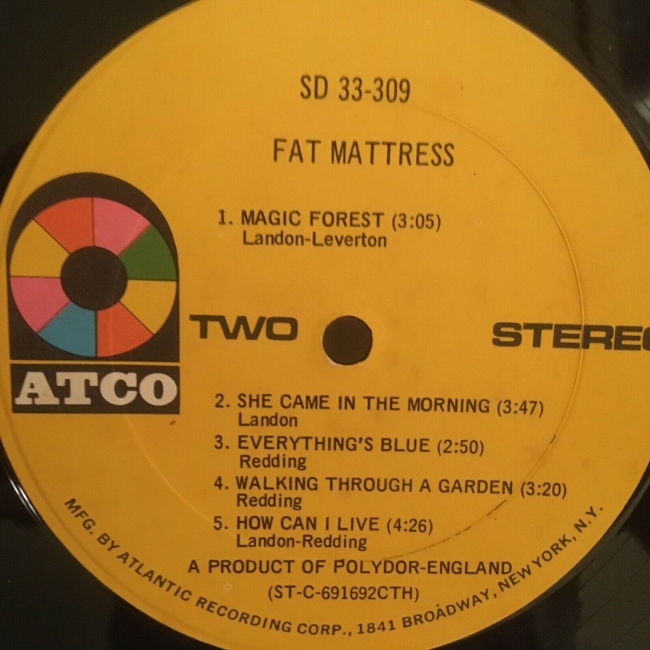 SD 33-309
FAT MATTRESS
1. MAGIC FOREST (3:05)
Landon-Leverton
ATCO
TWO
STEREO
2. SHE CAME IN THE MORNING (3:47)
Landon
3. EVERYTHING'S BLUE (2:50)
Redding
4. WALKING THROUGH A GARDEN (3:20)
Redding
5. HOW CAN I LIVE (4:26)
Landon-Redding
A PRODUCT OF POLYDOR-ENGLAND
(ST-C-691692CTH)
MFG. BY ATLANTIC RECORDING CORP., 1841 BROADWAY, NEW YORK, N.Y.